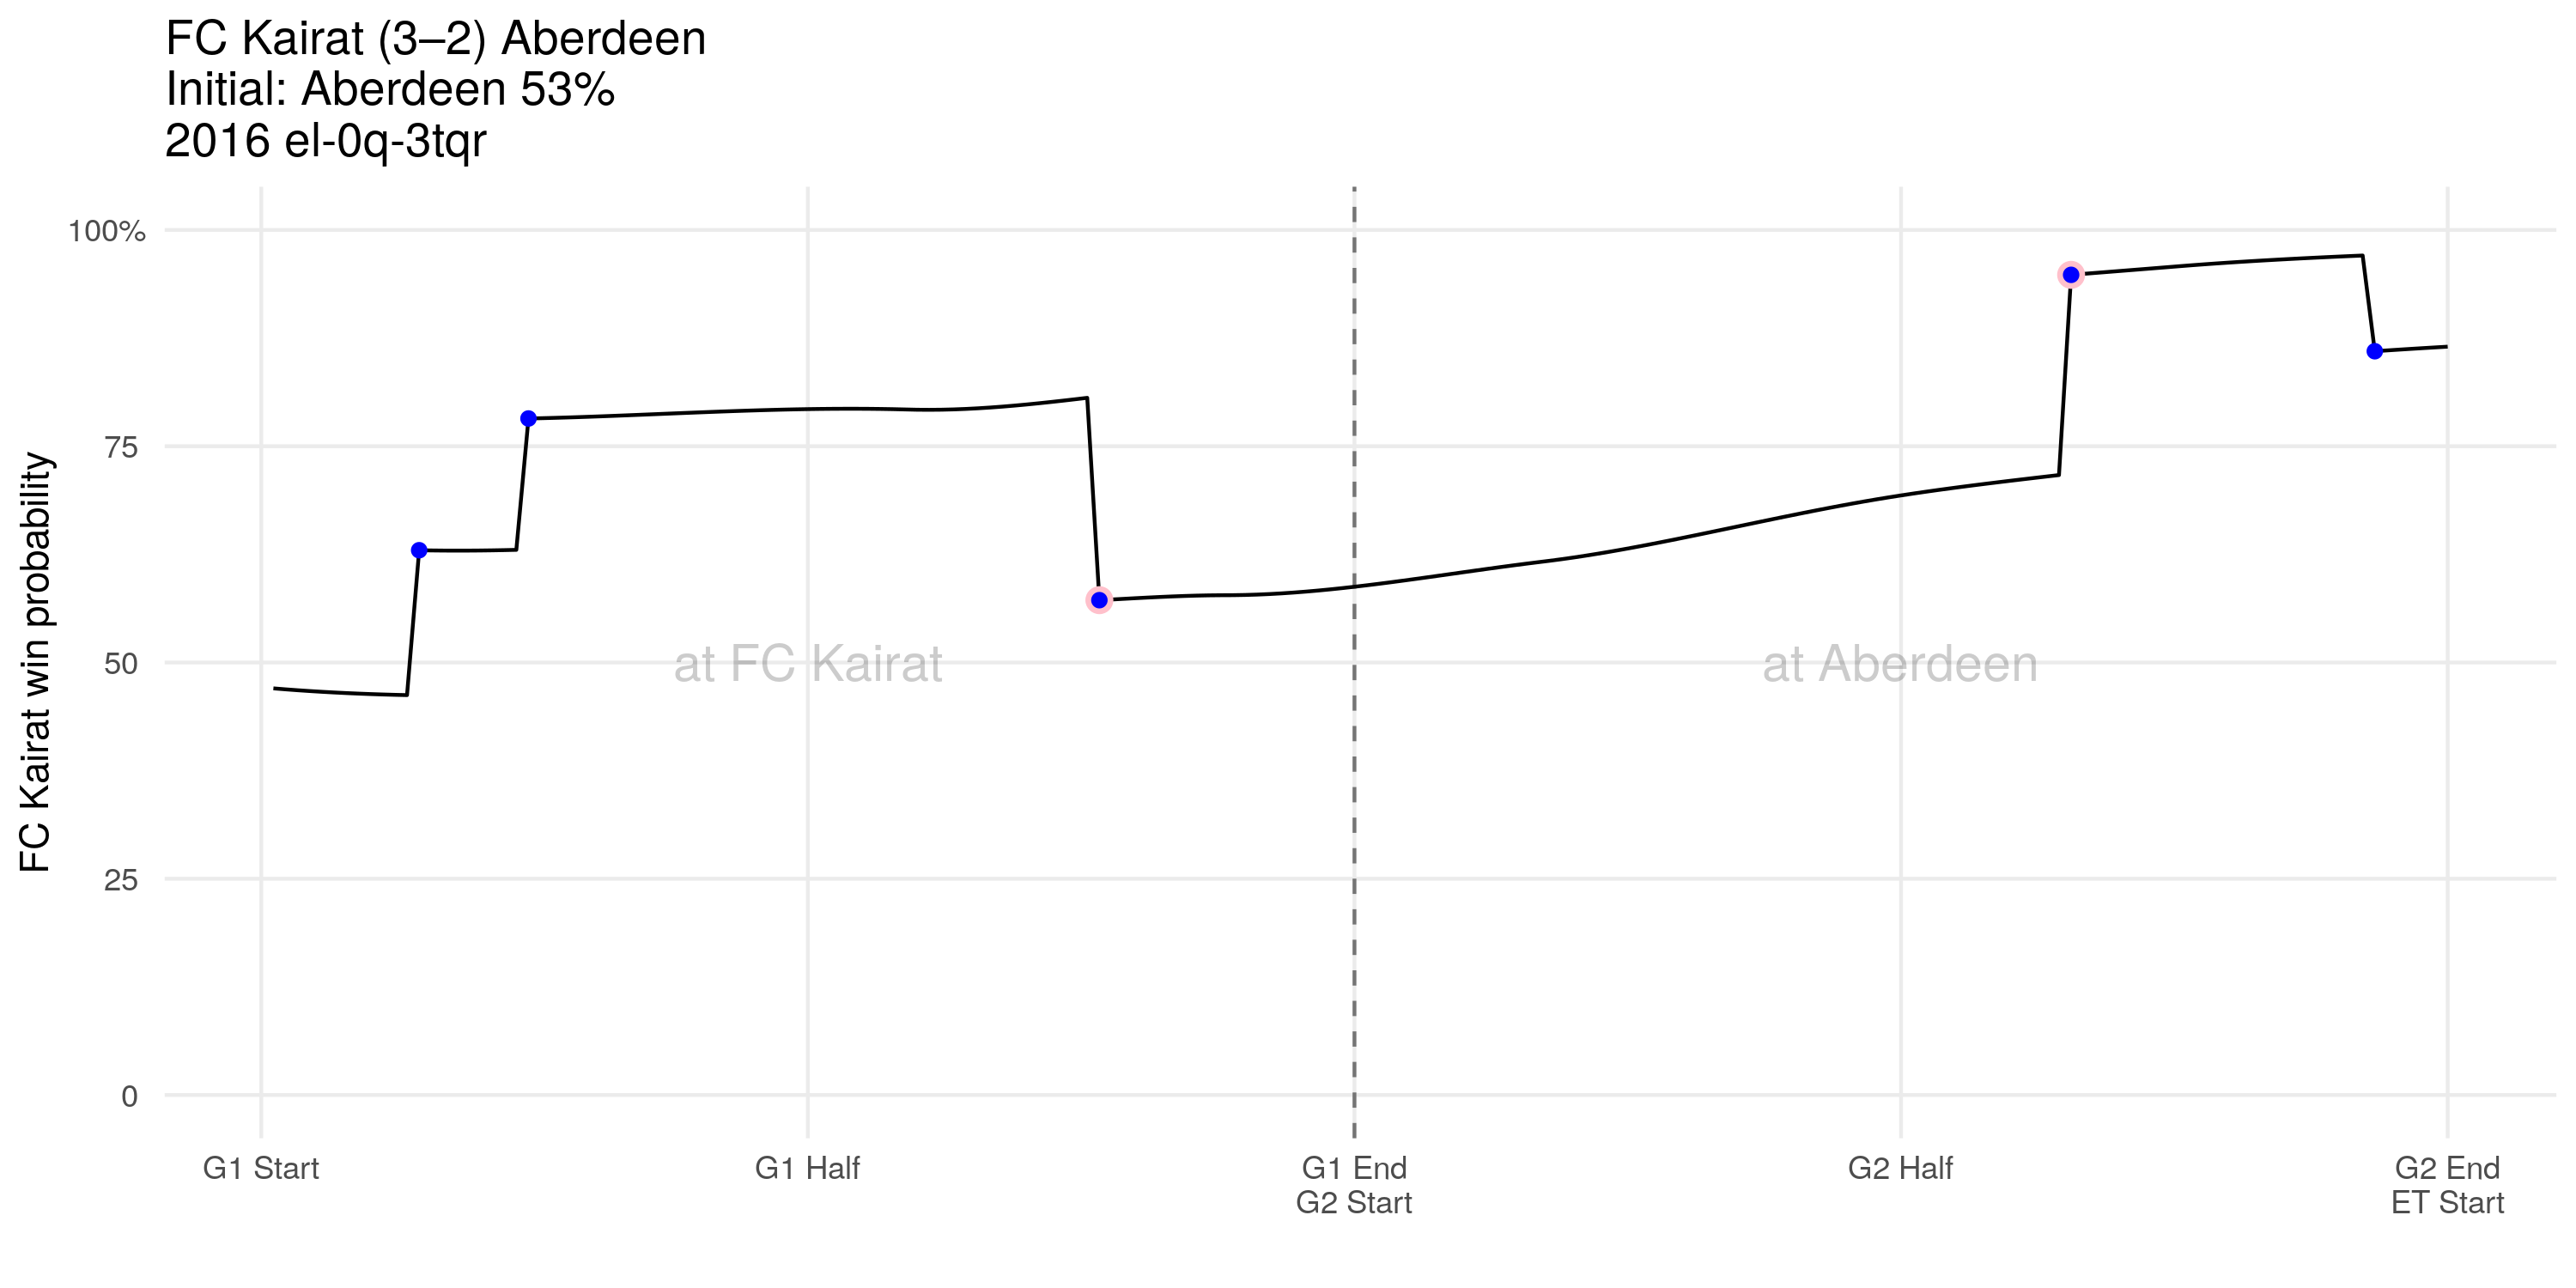 FC Kairat (3–2) Aberdeen
Initial: Aberdeen 53%
2016 el-0q-3tqr
FC Kairat win probability
100%
75
50
25
0
at FC Kairat
at Aberdeen
G1 Start
G1 Half
G1 End
G2 Start
G2 Half
G2 End
ET Start